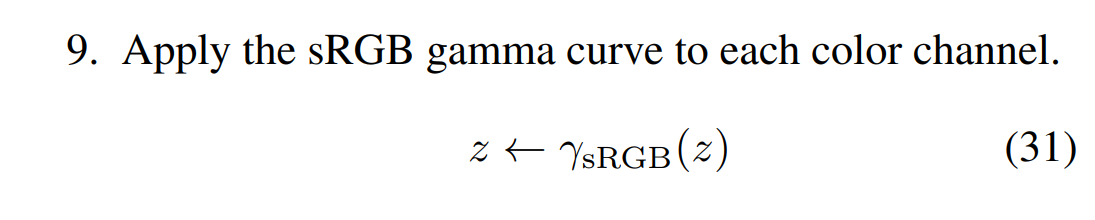 9. Apply the sRGB gamma curve to each color channel.
z ← γsRGB(z) (31)